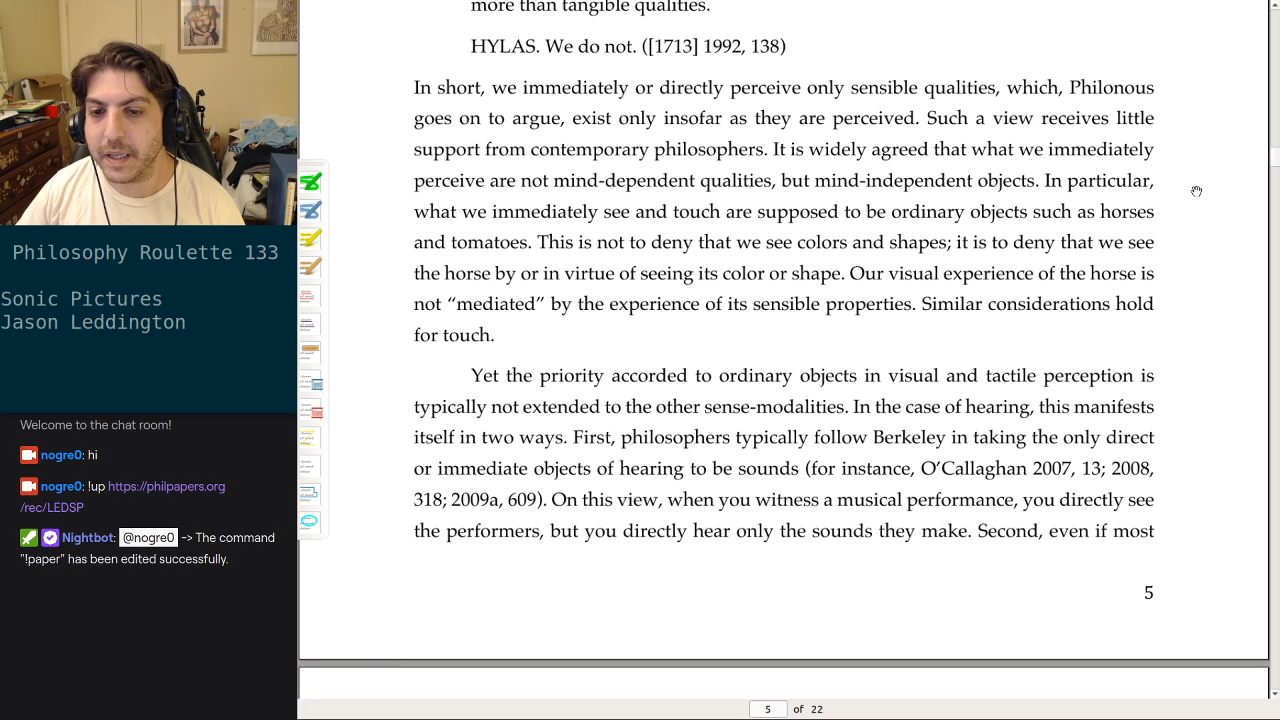 Philosophy Roulette 133
Sonic Pictures
Jason Leddington
Welcome to the chat room!
nogre0: hi
nogre0: !up https://philpapers.org
/rec/LEDSP
Nightbot: @nogre0 -> The command
"!paper" has been edited successfully.
more than tangible qualities.
HYLAS. We do not. ([1713] 1992, 138)
In short, we immediately or directly perceive only sensible qualities, which, Philonous
goes on to argue, exist only insofar as they are perceived. Such a view receives little
support from contemporary philosophers. It is widely agreed that what we immediately
perceive are not mind-dependent qualities, but mind-independent objects. In particular,
what we immediately see and touch are supposed to be ordinary objects such as horses
and tomatoes. This is not to deny that we see colors and shapes; it is to deny that we see
the horse by or in virtue of seeing its color or shape. Our visual experience of the horse is
not “mediated” by our experience of its sensible properties. Similar considerations hold
for touch.
Yet the priority accorded to ordinary objects in visual and tactile perception is
typically not extended to the other sensory modalities. In the case of hearing, this manifests
itself in two ways. First, philosophers typically follow Berkeley in taking the only direct
or immediate objects of hearing to be sounds (for instance, O’Callaghan 2007, 13; 2008,
318; 2010a, 609). On this view, when you witness a musical performance, you directly see
the performers, but you directly hear only the sounds they make. Second, even if most
5
5 of 22